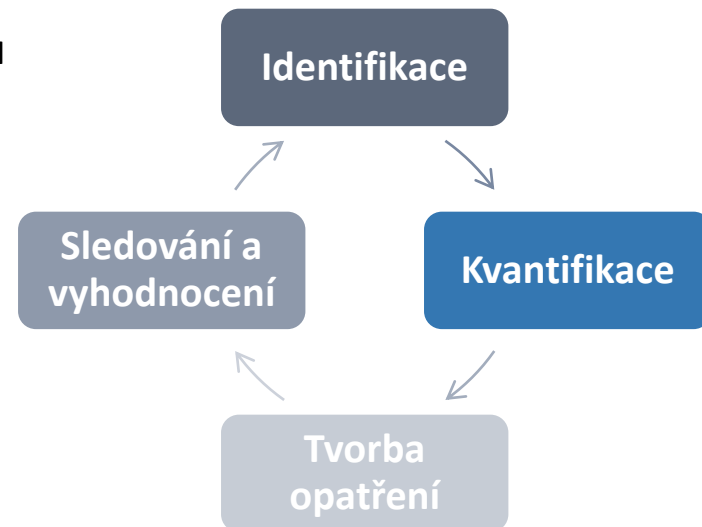 Identifikace
Kvantifikace
Tvorba
opatření
Sledování a
vyhodnocení